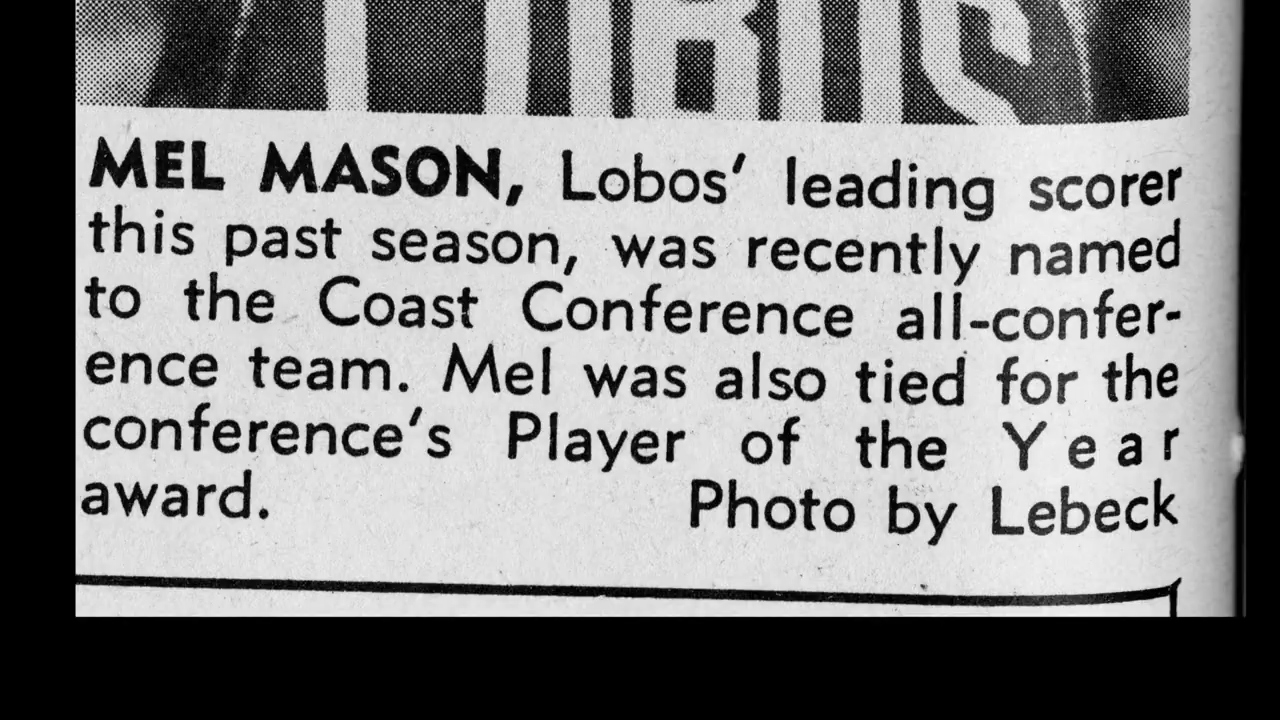 LOBOS
MEL MASON, Lobos' leading scorer
this past season, was recently named
to the Coast Conference all-confer-
ence team. Mel was also tied for the
conference's Player of the Year
award. Photo by Lebeck